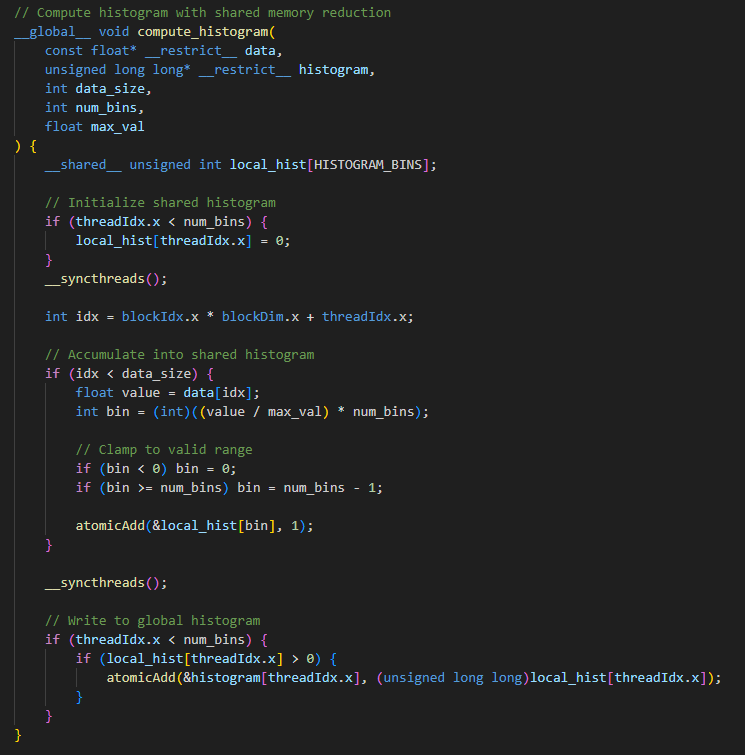 // Compute histogram with shared memory reduction
__global__ void compute_histogram(
    const float* __restrict__ data,
    unsigned long long* __restrict__ histogram,
    int data_size,
    int num_bins,
    float max_val
) {
    __shared__ unsigned int local_hist[HISTOGRAM_BINS];

    // Initialize shared histogram
    if (threadIdx.x < num_bins) {
        local_hist[threadIdx.x] = 0;
    }
    __syncthreads();

    int idx = blockIdx.x * blockDim.x + threadIdx.x;

    // Accumulate into shared histogram
    if (idx < data_size) {
        float value = data[idx];
        int bin = (int)((value / max_val) * num_bins);

        // Clamp to valid range
        if (bin < 0) bin = 0;
        if (bin >= num_bins) bin = num_bins - 1;

        atomicAdd(&local_hist[bin], 1);
    }

    __syncthreads();

    // Write to global histogram
    if (threadIdx.x < num_bins) {
        if (local_hist[threadIdx.x] > 0) {
            atomicAdd(&histogram[threadIdx.x], (unsigned long long)local_hist[threadIdx.x]);
        }
    }
}